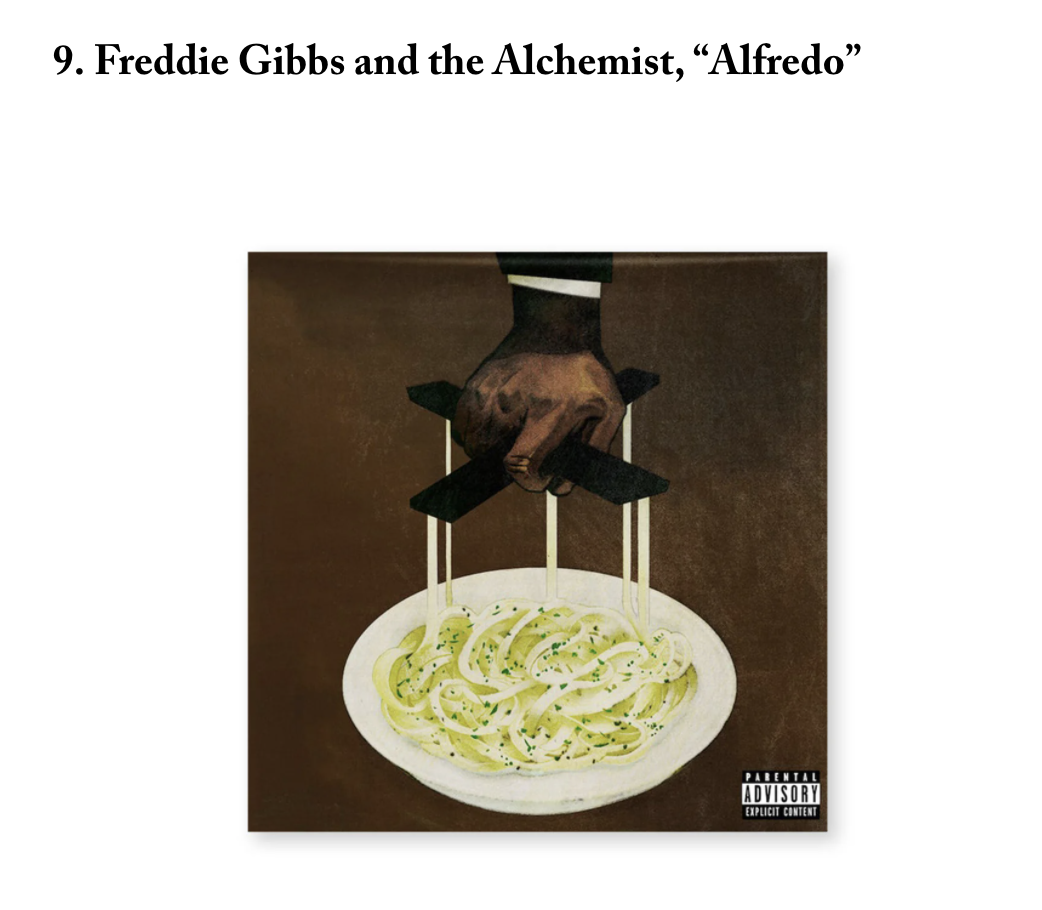 9. Freddie Gibbs and the Alchemist, “Alfredo”
PARENTAL
ADVISORY
EXPLICIT CONTENT